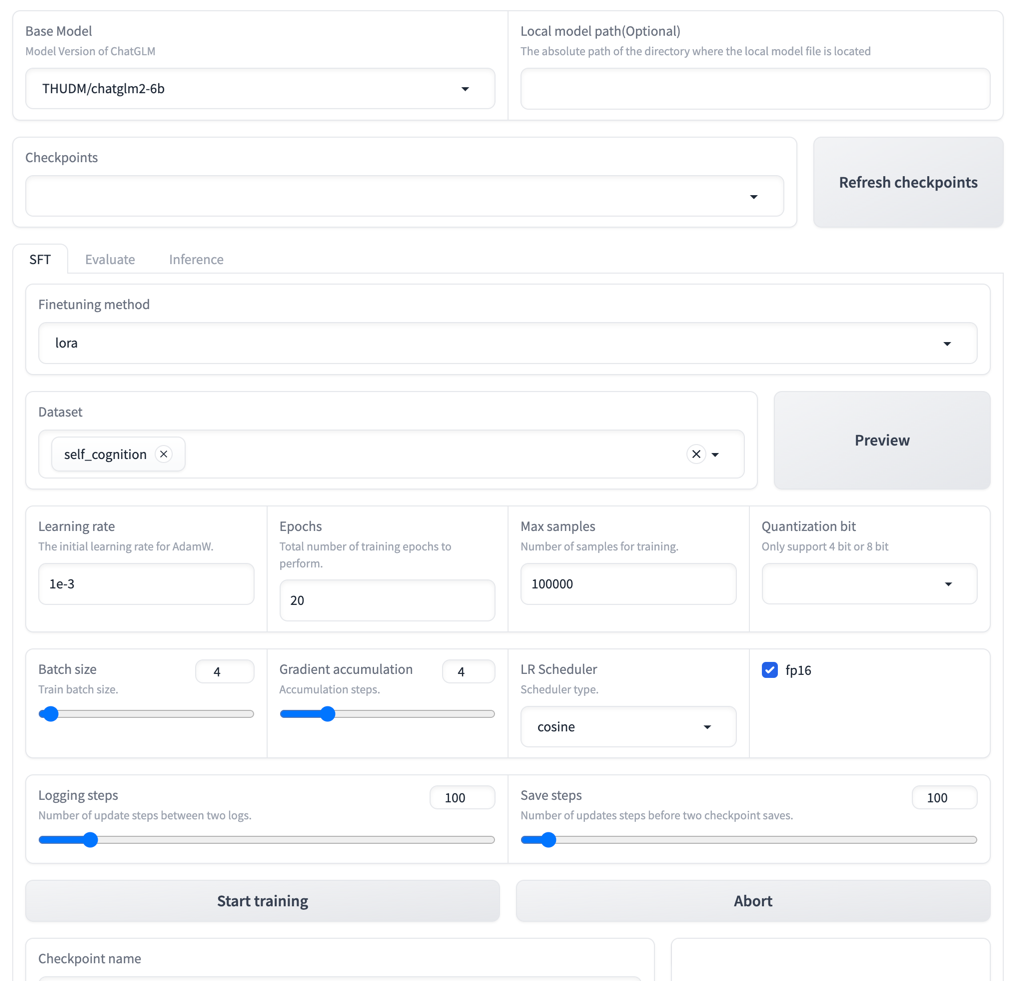 Base Model
Model Version of ChatGLM
THUDM/chatglm2-6b
Local model path(Optional)
The absolute path of the directory where the local model file is located
Checkpoints
Refresh checkpoints
SFT
Evaluate
Inference
Finetuning method
lora
Dataset
self_cognition
Preview
Learning rate
The initial learning rate for AdamW.
1e-3
Epochs
Total number of training epochs to
perform.
20
Max samples
Number of samples for training.
100000
Quantization bit
Only support 4 bit or 8 bit
Batch size
Train batch size.
4
Gradient accumulation
Accumulation steps.
4
LR Scheduler
Scheduler type.
cosine
fp16
Logging steps
Number of update steps between two logs.
100
Save steps
Number of updates steps before two checkpoint saves.
100
Start training
Abort
Checkpoint name